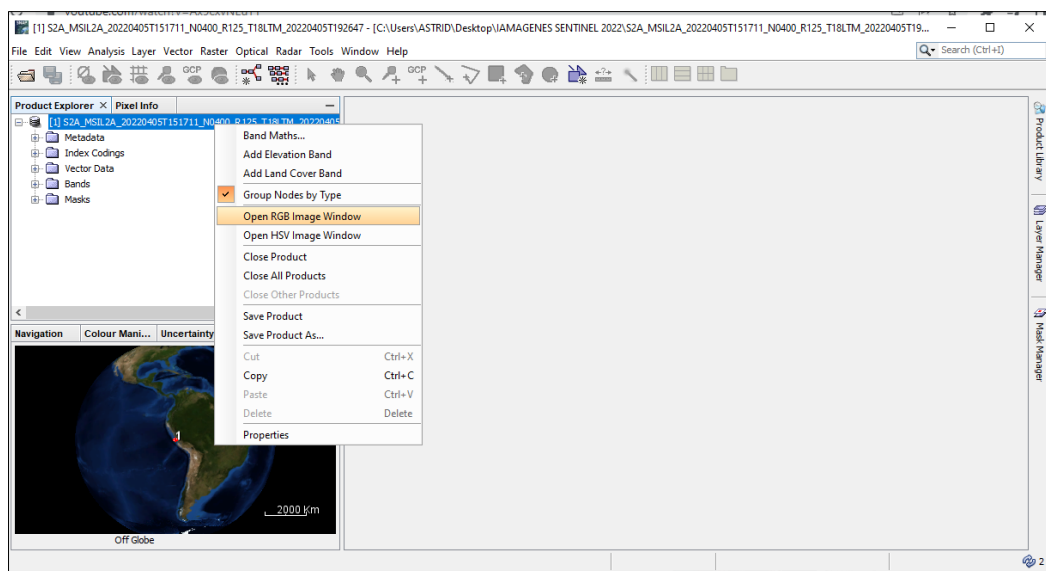 [1] S2A_MSIL2A_20220405T151711_N0400_R125_T18LTM_20220405T192647 - [C:\Users\ASTRID\Desktop\IAMAGENES SENTINEL 2022\S2A_MSIL2A_20220405T151711_N0400_R125_T18LTM_20220405T19...
File Edit View Analysis Layer Vector Raster Optical Radar Tools Window Help
Search (Ctrl+I)
GCP
GCP
Product Explorer Pixel Info
[1] S2A_MSIL2A_20220405T151711_N0400_R125_T18LTM_20220405
Metadata
Index Codings
Vector Data
Bands
Masks
Band Maths...
Add Elevation Band
Add Land Cover Band
Group Nodes by Type
Open RGB Image Window
Open HSV Image Window
Close Product
Close All Products
Close Other Products
Save Product
Save Product As...
Cut Ctrl+X
Copy Ctrl+C
Paste Ctrl+V
Delete Delete
Properties
Navigation Colour Mani... Uncertainty
1
2000 Km
Off Globe
Product Library
Layer Manager
Mask Manager
2